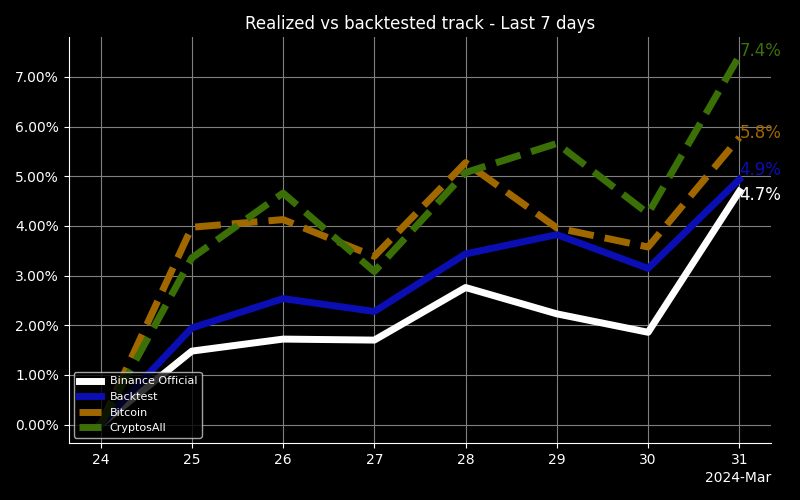 Realized vs backtested track - Last 7 days
7.4%
7.00%
6.00%
5.8%
5.00%
4.9%
4.7%
4.00%
3.00%
2.00%
1.00%
0.00%
Binance Official
Backtest
Bitcoin
CryptosAll
24 25 26 27 28 29 30 31
2024-Mar